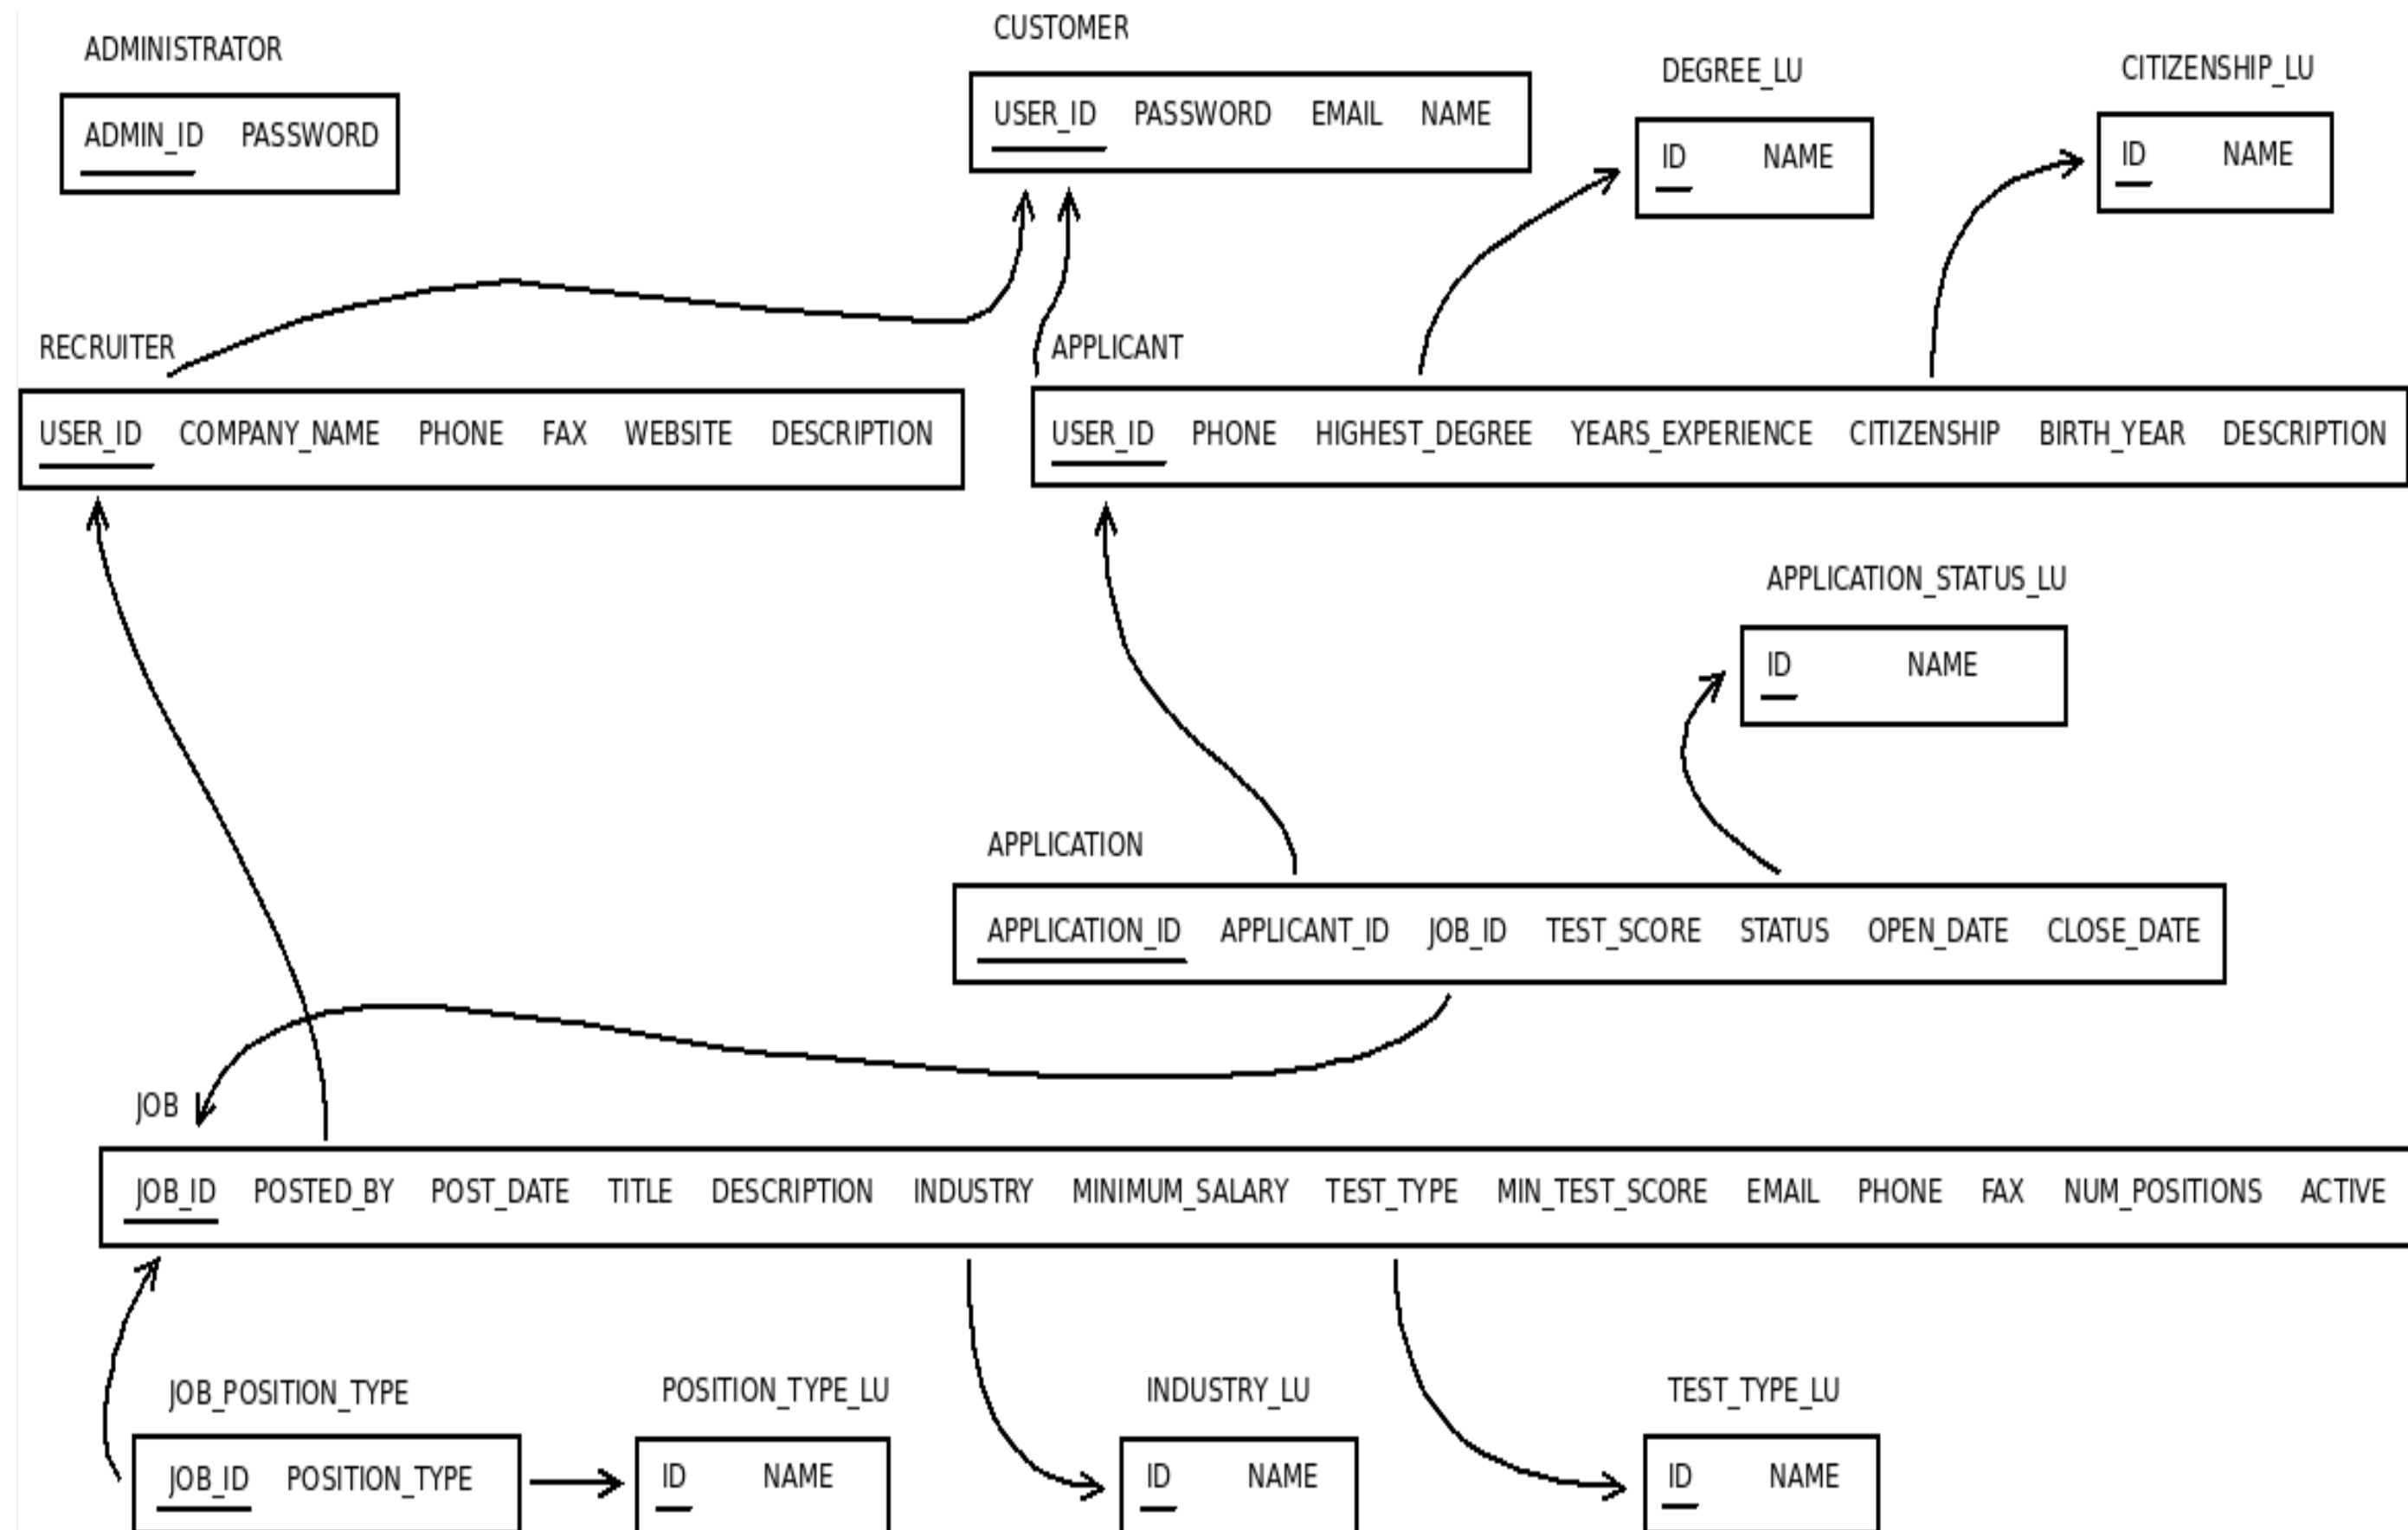 ADMINISTRATOR
ADMIN_ID PASSWORD
CUSTOMER
USER_ID PASSWORD EMAIL NAME
DEGREE_LU
ID NAME
CITIZENSHIP_LU
ID NAME
RECRUITER
USER_ID COMPANY_NAME PHONE FAX WEBSITE DESCRIPTION
APPLICANT
USER_ID PHONE HIGHEST_DEGREE YEARS_EXPERIENCE CITIZENSHIP BIRTH_YEAR DESCRIPTION
APPLICATION_STATUS_LU
ID NAME
APPLICATION
APPLICATION_ID APPLICANT_ID JOB_ID TEST_SCORE STATUS OPEN_DATE CLOSE_DATE
JOB
JOB_ID POSTED_BY POST_DATE TITLE DESCRIPTION INDUSTRY MINIMUM_SALARY TEST_TYPE MIN_TEST_SCORE EMAIL PHONE FAX NUM_POSITIONS ACTIVE
JOB_POSITION_TYPE
JOB_ID POSITION_TYPE
POSITION_TYPE_LU
ID NAME
INDUSTRY_LU
ID NAME
TEST_TYPE_LU
ID NAME